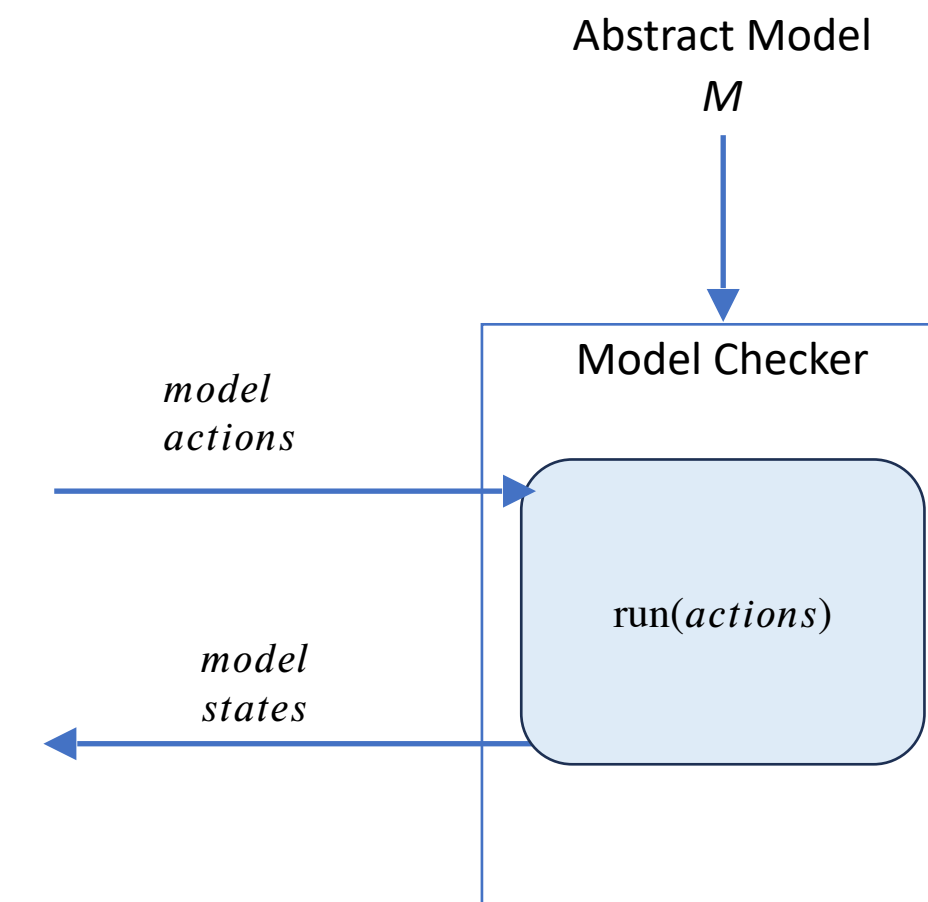 Abstract Model
M
Model Checker
model
actions
run(actions)
model
states